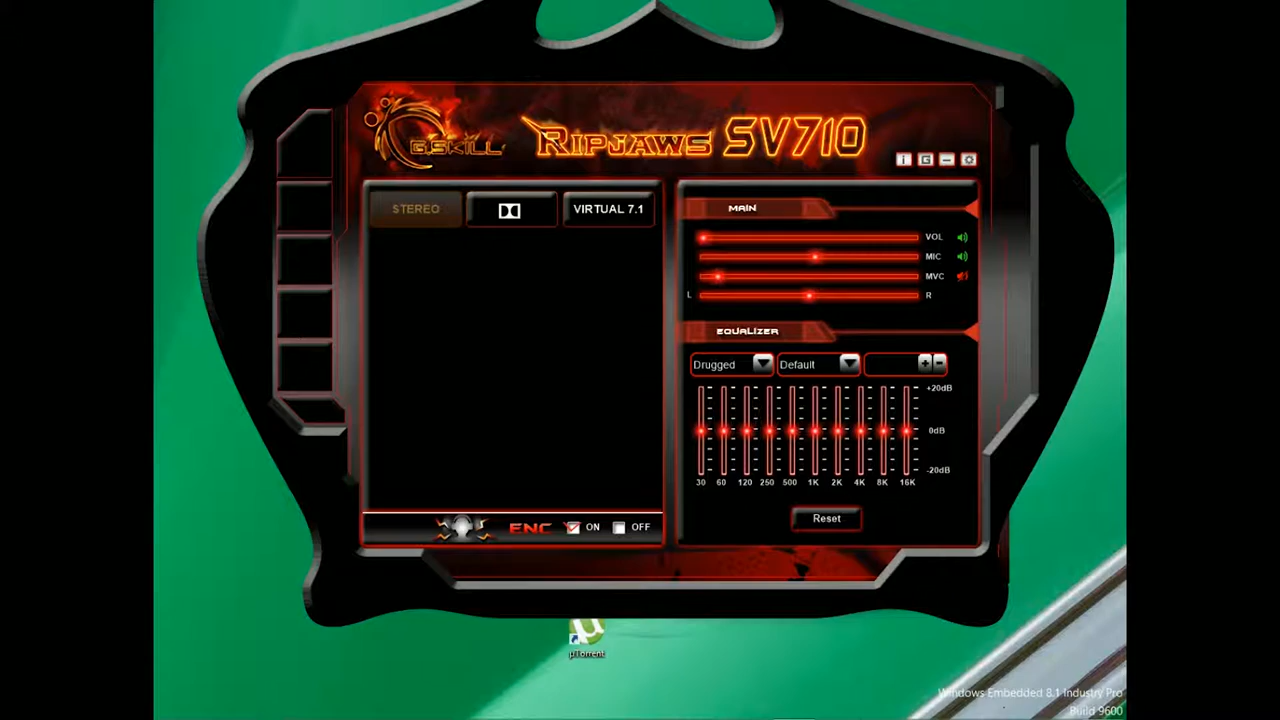 G.SKILL RIPJAWS SV710
i G
STEREO VIRTUAL 7.1
MAIN
VOL
MIC
MVC
L R
EQUALIZER
Drugged Default + -
+20dB
0dB
-20dB
30 60 120 250 500 1K 2K 4K 8K 16K
Reset
ENC ON OFF
µTorrent
Windows Embedded 8.1 Industry Pro
Build 9600